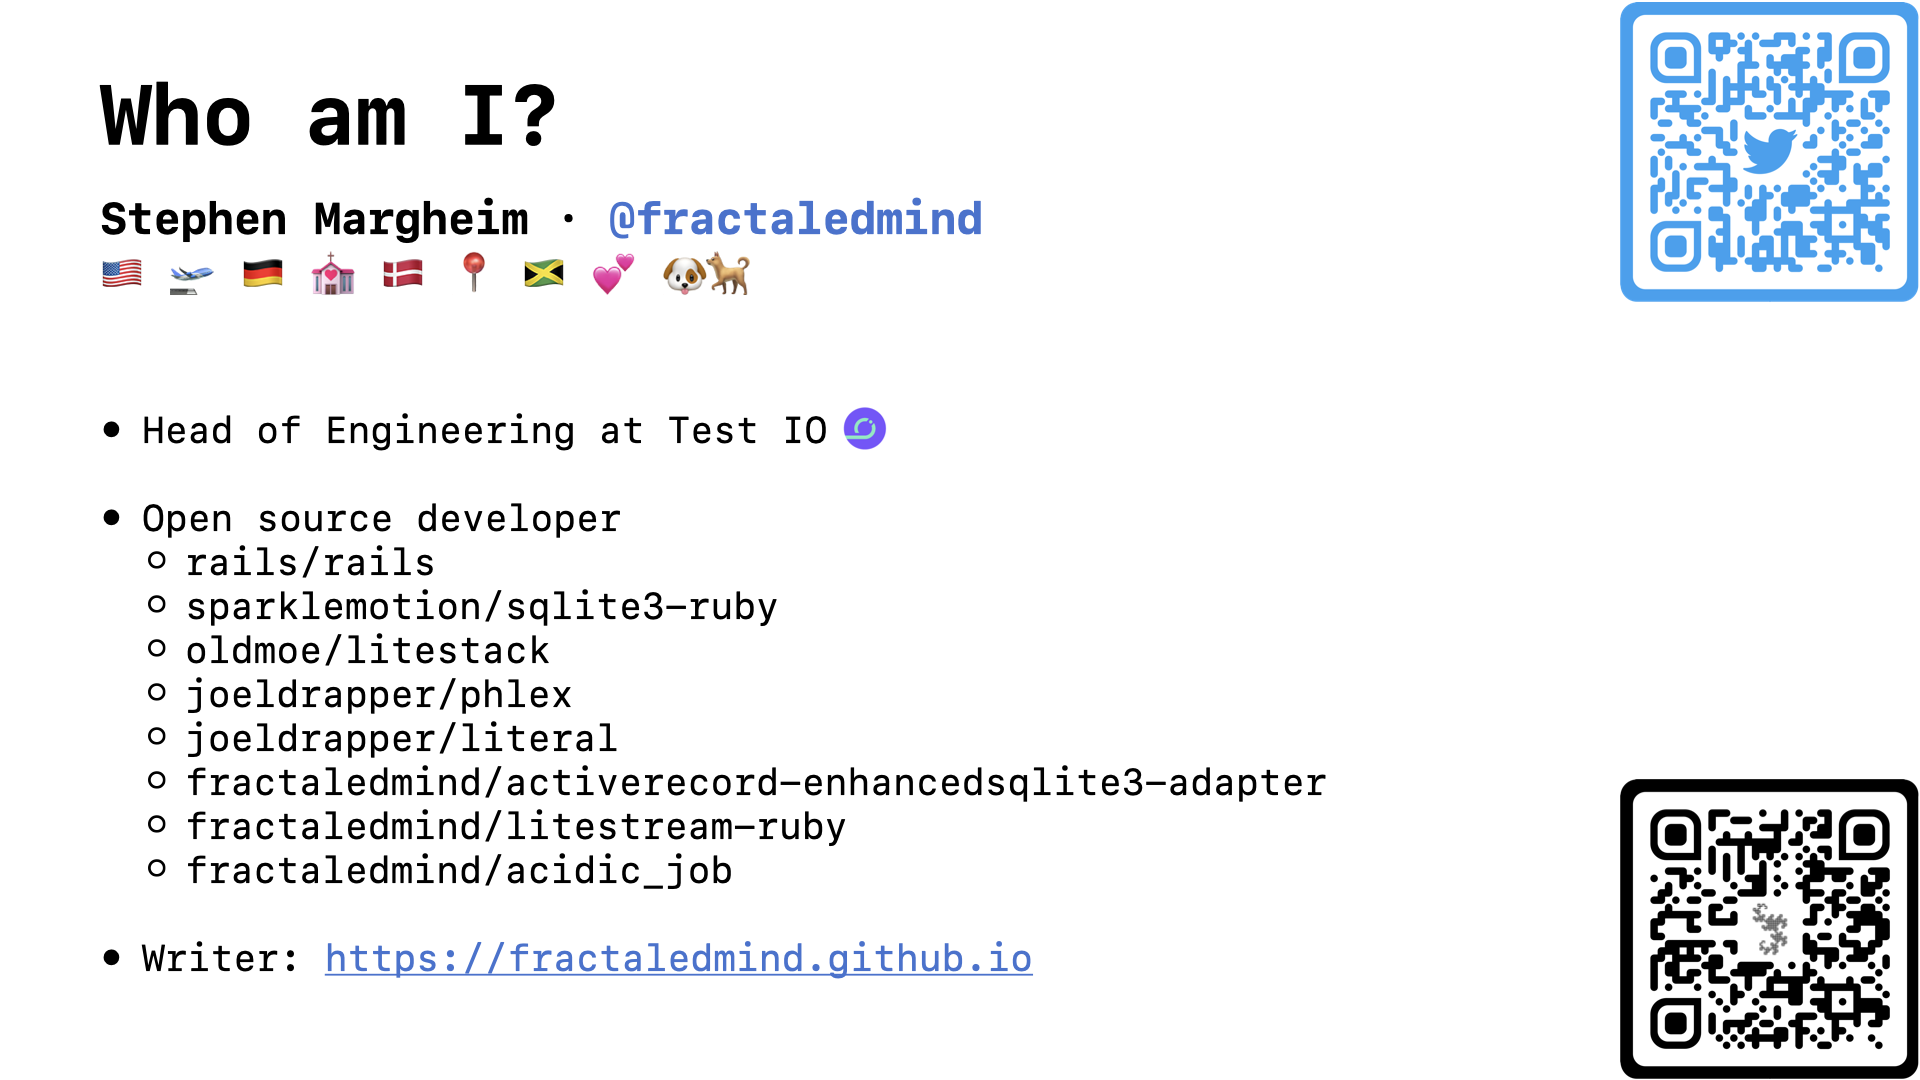 Who am I?
Stephen Margheim · @fractaledmind
🇺🇸 🛫 🇩🇪 💒 🇩🇰 📍 🇯🇲 💕 🐶🐕
• Head of Engineering at Test IO
• Open source developer
◦ rails/rails
◦ sparklemotion/sqlite3-ruby
◦ oldmoe/litestack
◦ joeldrapper/phlex
◦ joeldrapper/literal
◦ fractaledmind/activerecord-enhancedsqlite3-adapter
◦ fractaledmind/litestream-ruby
◦ fractaledmind/acidic_job
• Writer: https://fractaledmind.github.io